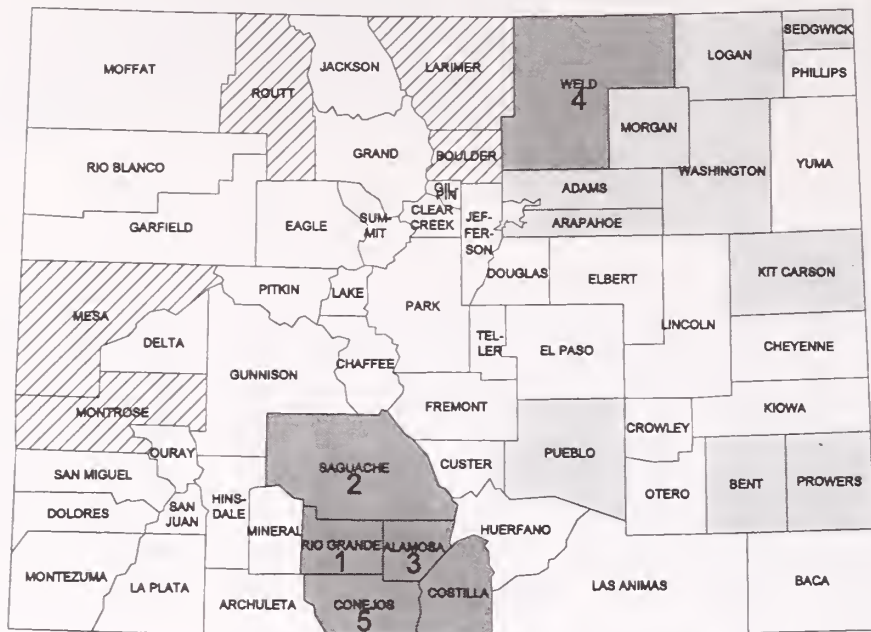 SEDGWICK
LOGAN
PHILLIPS
MOFFAT
JACKSON
LARIMER
ROUTT
WELD
4
MORGAN
WASHINGTON
YUMA
RIO BLANCO
GRAND
BOULDER
GIL-
PIN
ADAMS
CLEAR
CREEK
ARAPAHOE
GARFIELD
EAGLE
SUM-
MIT
JEF-
FER-
SON
DOUGLAS
ELBERT
KIT CARSON
PITKIN
LAKE
PARK
LINCOLN
MESA
DELTA
TEL-
LER
EL PASO
CHEYENNE
GUNNISON
CHAFFEE
FREMONT
KIOWA
MONTROSE
CROWLEY
OURAY
PUEBLO
SAGUACHE
2
CUSTER
SAN MIGUEL
OTERO
BENT
PROWERS
DOLORES
SAN
JUAN
HINS-
DALE
MINERAL
RIO GRANDE
1
ALAMOSA
3
HUERFANO
MONTEZUMA
LA PLATA
ARCHULETA
CONEJOS
5
COSTILLA
LAS ANIMAS
BACA